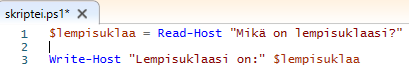 skriptei.ps1* X
1 $lempisuklaa = Read-Host "Mikä on lempisuklaasi?"
2
3 Write-Host "Lempisuklaasi on:" $lempisuklaa